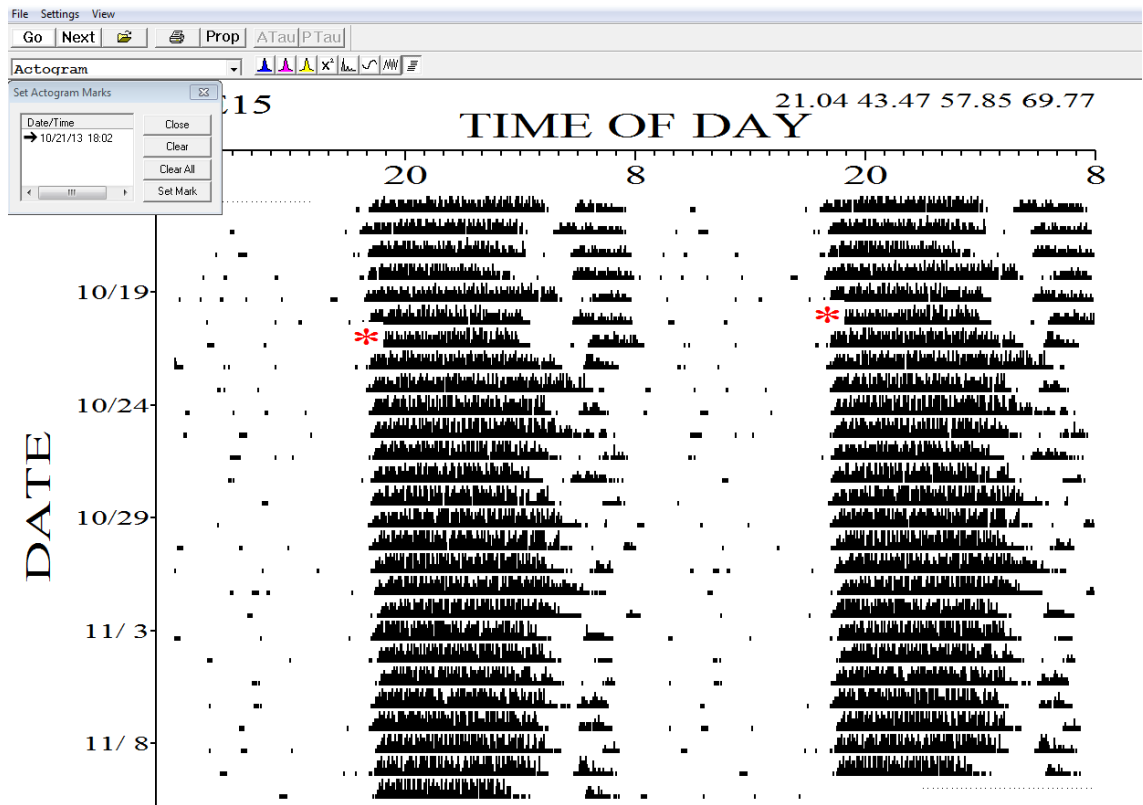 File Settings View
Go Next Prop ATau PTau
Actogram
X²
Set Actogram Marks
Date/Time
10/21/13 18:02
Close
Clear
Clear All
Set Mark
15
21.04 43.47 57.85 69.77
TIME OF DAY
20 8 20 8
10/19
10/24
10/29
11/ 3
11/ 8
DATE